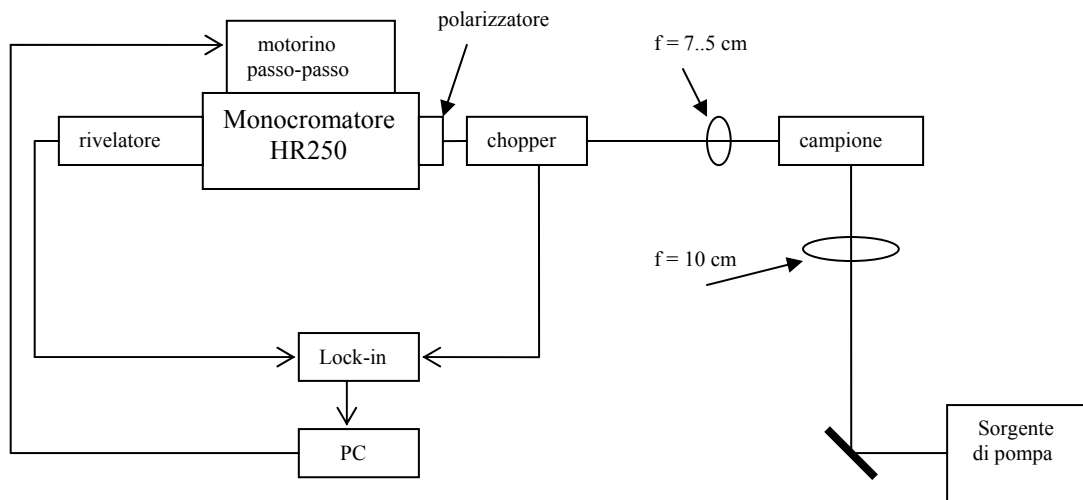 polarizzatore
motorino
passo-passo
f = 7..5 cm
rivelatore
Monocromatore
HR250
chopper
campione
f = 10 cm
Lock-in
PC
Sorgente
di pompa